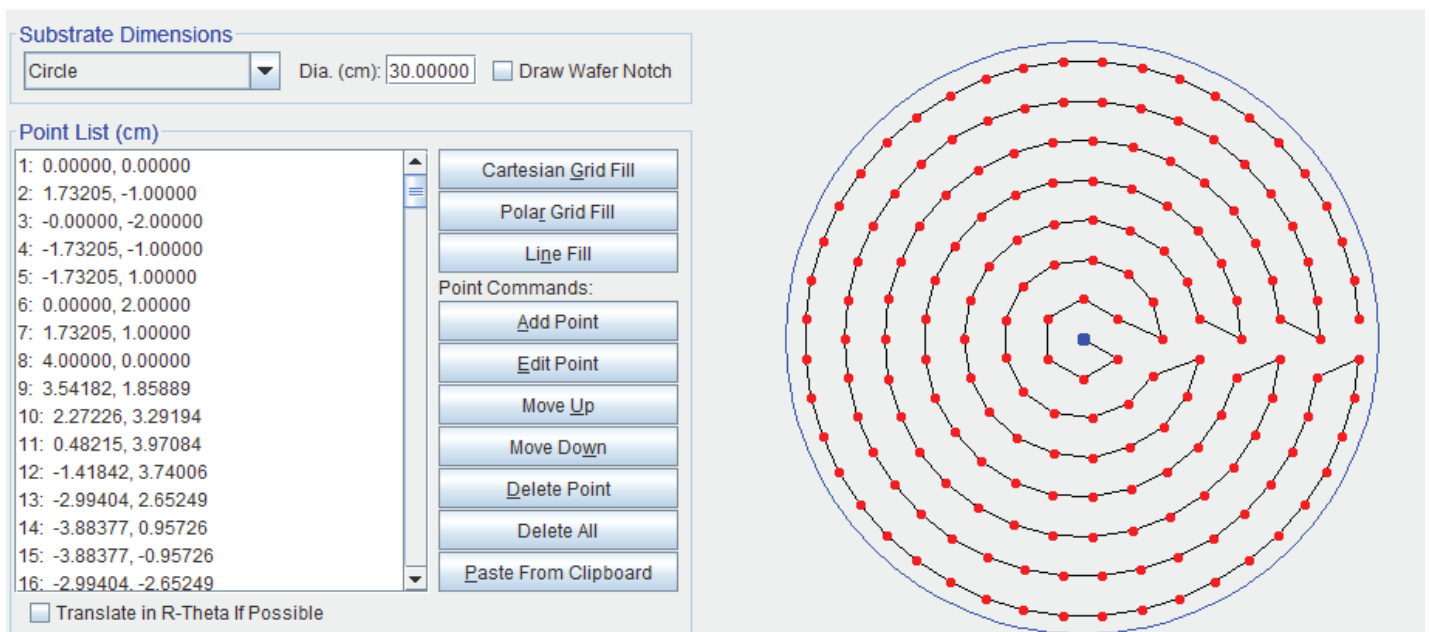 Substrate Dimensions
Circle
Dia. (cm): 30.00000
Draw Wafer Notch
Point List (cm)
1: 0.00000, 0.00000
2: 1.73205, -1.00000
3: -0.00000, -2.00000
4: -1.73205, -1.00000
5: -1.73205, 1.00000
6: 0.00000, 2.00000
7: 1.73205, 1.00000
8: 4.00000, 0.00000
9: 3.54182, 1.85889
10: 2.27226, 3.29194
11: 0.48215, 3.97084
12: -1.41842, 3.74006
13: -2.99404, 2.65249
14: -3.88377, 0.95726
15: -3.88377, -0.95726
16: -2.99404, -2.65249
Translate in R-Theta If Possible
Cartesian Grid Fill
Polar Grid Fill
Line Fill
Point Commands:
Add Point
Edit Point
Move Up
Move Down
Delete Point
Delete All
Paste From Clipboard